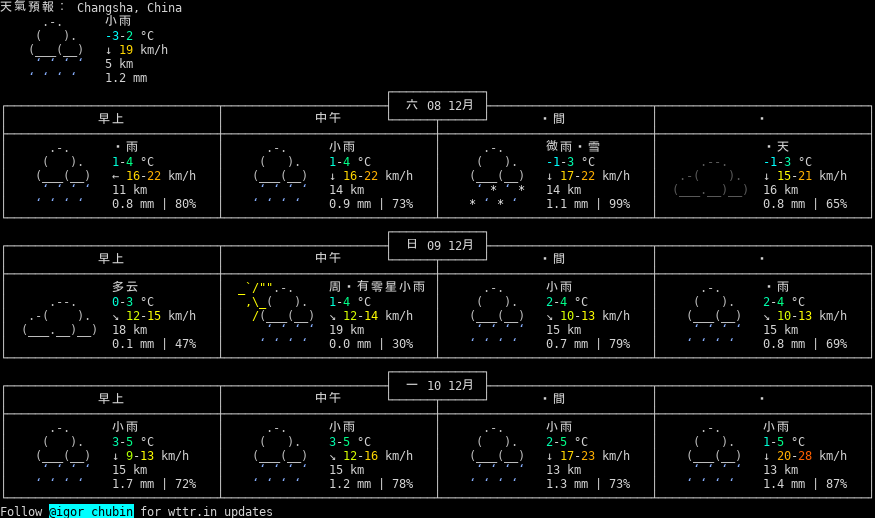 天氣預報： Changsha, China
小雨
-3-2 °C
↓ 19 km/h
5 km
1.2 mm
六 08 12月
早上 中午 ・間 ・
・雨 小雨 微雨・雪 ・天
1-4 °C 1-4 °C -1-3 °C -1-3 °C
← 16-22 km/h ↓ 16-22 km/h ↓ 17-22 km/h ↓ 15-21 km/h
11 km 14 km 14 km 16 km
0.8 mm | 80% 0.9 mm | 73% 1.1 mm | 99% 0.8 mm | 65%
日 09 12月
早上 中午 ・間 ・
多云 周・有零星小雨 小雨 ・雨
0-3 °C 1-4 °C 2-4 °C 2-4 °C
↘ 12-15 km/h ↘ 12-14 km/h ↘ 10-13 km/h ↘ 10-13 km/h
18 km 19 km 15 km 15 km
0.1 mm | 47% 0.0 mm | 30% 0.7 mm | 79% 0.8 mm | 69%
一 10 12月
早上 中午 ・間 ・
小雨 小雨 小雨 小雨
3-5 °C 3-5 °C 2-5 °C 1-5 °C
↓ 9-13 km/h ↘ 12-16 km/h ↓ 17-23 km/h ↓ 20-28 km/h
15 km 15 km 13 km 13 km
1.7 mm | 72% 1.2 mm | 78% 1.3 mm | 73% 1.4 mm | 87%
Follow @igor_chubin for wttr.in updates